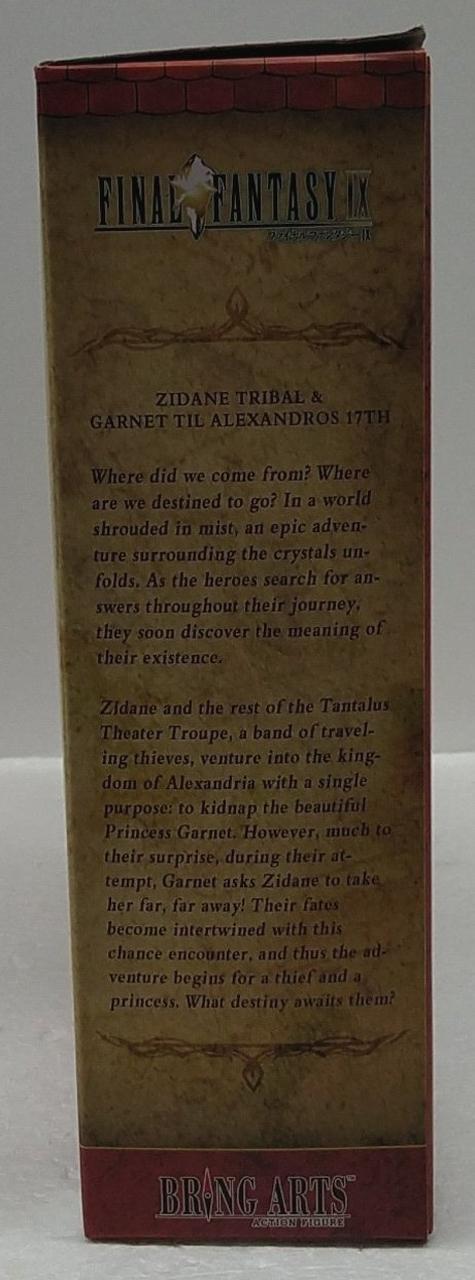 FINAL FANTASY IX
ファイナルファンタジーIX
ZIDANE TRIBAL &
GARNET TIL ALEXANDROS 17TH
Where did we come from? Where
are we destined to go? In a world
shrouded in mist, an epic adven-
ture surrounding the crystals un-
folds. As the heroes search for an-
swers throughout their journey,
they soon discover the meaning of
their existence.
Zidane and the rest of the Tantalus
Theater Troupe, a band of travel-
ing thieves, venture into the king-
dom of Alexandria with a single
purpose: to kidnap the beautiful
Princess Garnet. However, much to
their surprise, during their at-
tempt, Garnet asks Zidane to take
her far, far away! Their fates
become intertwined with this
chance encounter, and thus the ad-
venture begins for a thief and a
princess. What destiny awaits them?
BRING ARTS™
ACTION FIGURE